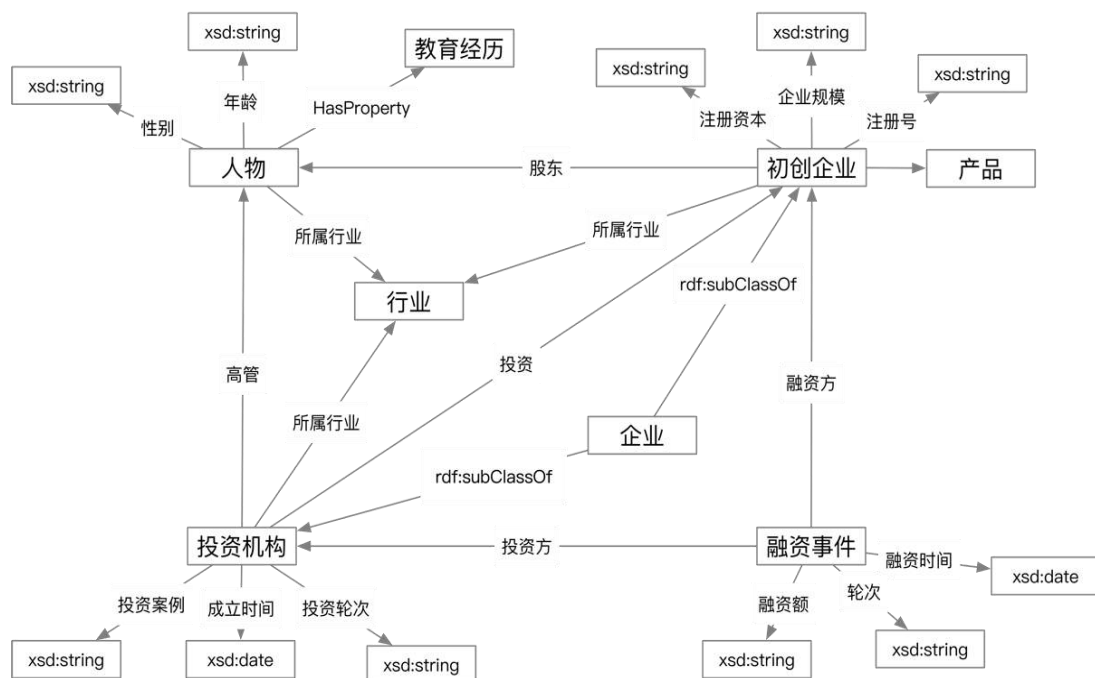 xsd:string
xsd:string
教育经历
xsd:string
xsd:string
xsd:string
年龄
HasProperty
企业规模
性别
注册资本
注册号
人物
股东
初创企业
产品
所属行业
所属行业
行业
rdf:subClassOf
高管
投资
融资方
所属行业
企业
rdf:subClassOf
投资机构
投资方
融资事件
融资时间
xsd:date
投资案例
成立时间
投资轮次
融资额
轮次
xsd:string
xsd:date
xsd:string
xsd:string
xsd:string